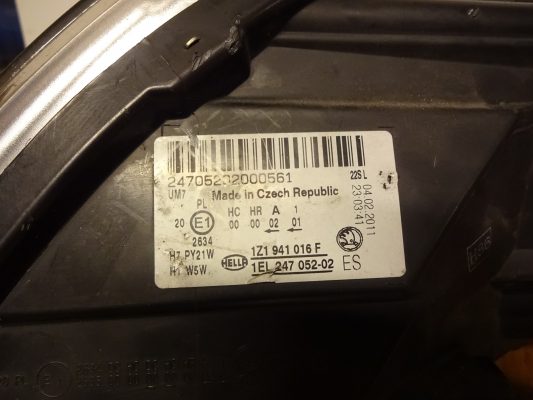 24705202000561
22S L
UM7 Made in Czech Republic
04.02.2011
23:03:41
PL HC HR A 1
20 E1 00 00 02 01
2634
H7 PY21W
H1 W5W
HELLA
1Z1 941 016 F
1EL 247 052-02
ES